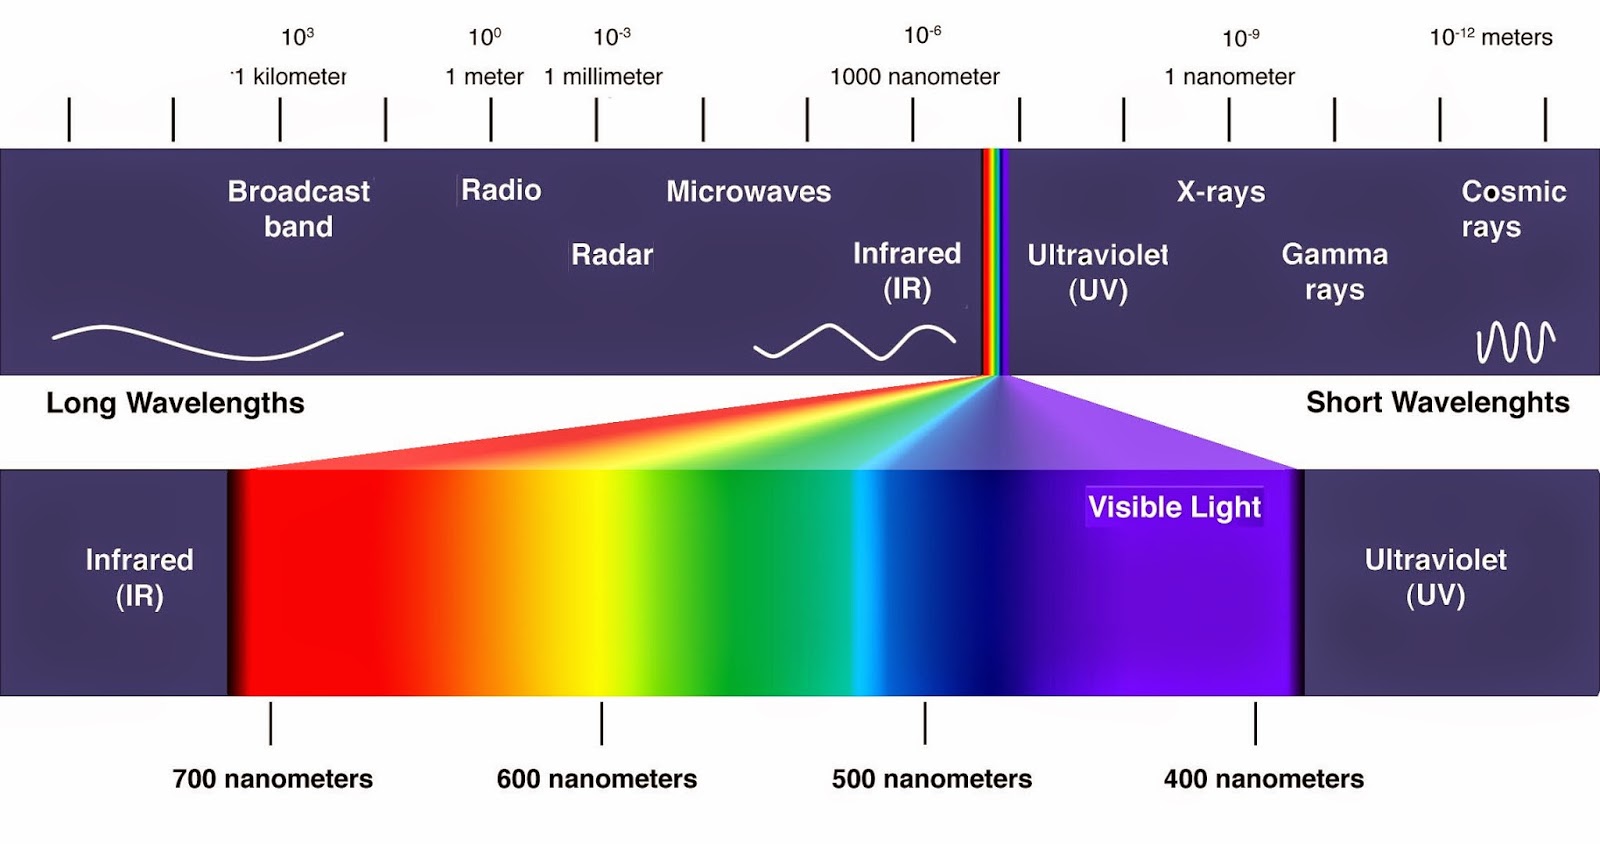 10³ 10⁰ 10⁻³ 10⁻⁶ 10⁻⁹ 10⁻¹² meters
1 kilometer 1 meter 1 millimeter 1000 nanometer 1 nanometer
Broadcast
band
Radio
Radar
Microwaves
Infrared
(IR)
Ultraviolet
(UV)
X-rays
Gamma
rays
Cosmic
rays
Long Wavelengths
Short Wavelenghts
Visible Light
Infrared
(IR)
Ultraviolet
(UV)
700 nanometers 600 nanometers 500 nanometers 400 nanometers